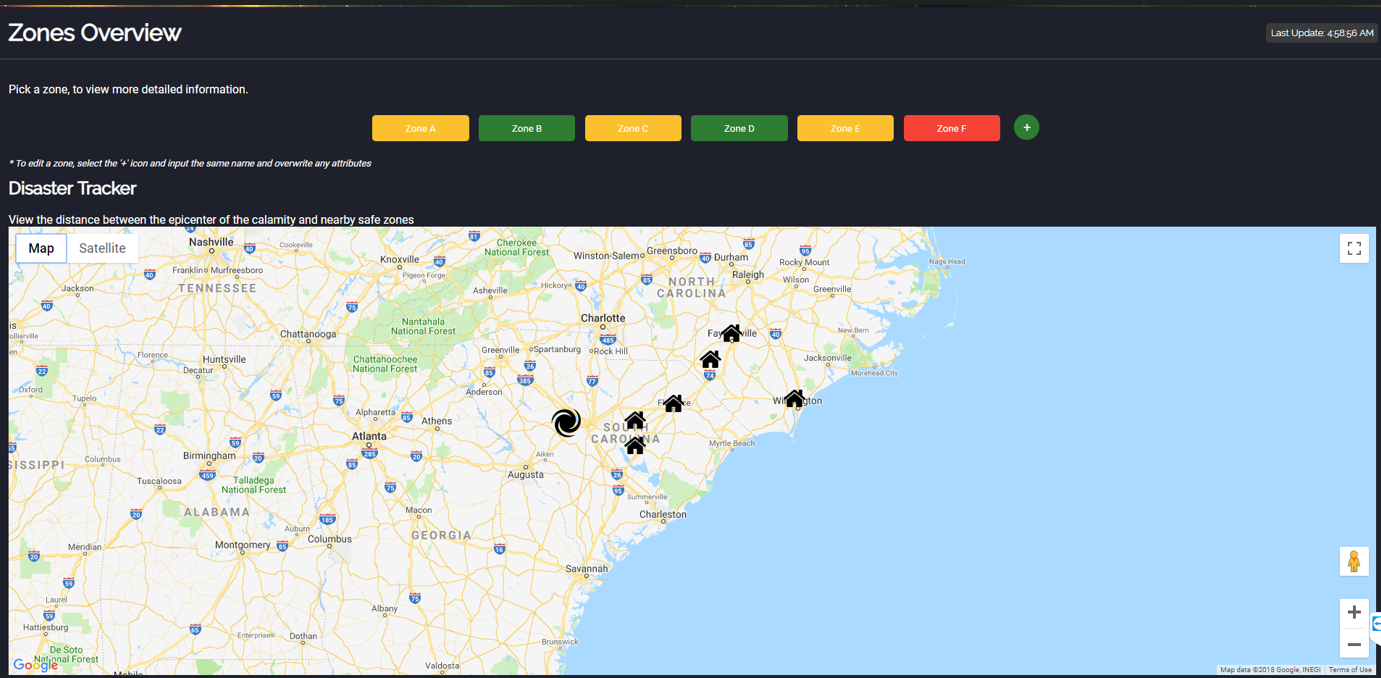 Zones Overview
Last Update: 4:58:56 AM
Pick a zone, to view more detailed information.
Zone A Zone B Zone C Zone D Zone E Zone F +
* To edit a zone, select the '+' icon and input the same name and overwrite any attributes
Disaster Tracker
View the distance between the epicenter of the calamity and nearby safe zones
Map Satellite
Nashville
Cookeville
Cherokee
National Forest
Knoxville
Winston-Salem
Greensboro
Durham
Rocky Mount
Nags Head
Franklin
Murfreesboro
Pigeon Forge
Raleigh
Jackson
TENNESSEE
Asheville
Hickory
NORTH
CAROLINA
Wilson
Greenville
Nantahala
National Forest
Charlotte
Chattanooga
New Bern
Florence
Huntsville
Decatur
Chattahoochee
National Forest
Greenville
Spartanburg
Rock Hill
Jacksonville
Morehead City
Oxford
Tupelo
Anderson
Alpharetta
Athens
Atlanta
SOUTH
CAROLINA
Myrtle Beach
Columbus
Birmingham
Aiken
Augusta
Tuscaloosa
Talladega
National Forest
Summerville
Macon
Charleston
ALABAMA
Auburn
Columbus
GEORGIA
Montgomery
Meridian
Savannah
Laurel
Albany
Hattiesburg
Enterprise
Dothan
Brunswick
De Soto
National Forest
Valdosta
Mobile
Google
Map data ©2018 Google, INEGI Terms of Use